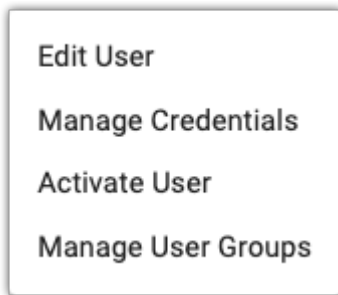 Edit User
Manage Credentials
Activate User
Manage User Groups